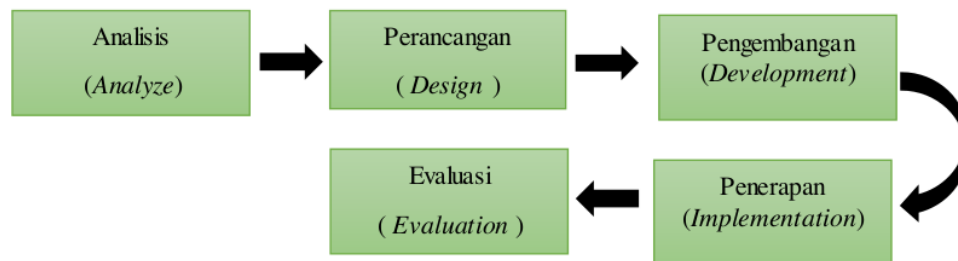 Analisis
(Analyze)
Perancangan
( Design )
Pengembangan
(Development)
Penerapan
(Implementation)
Evaluasi
( Evaluation )